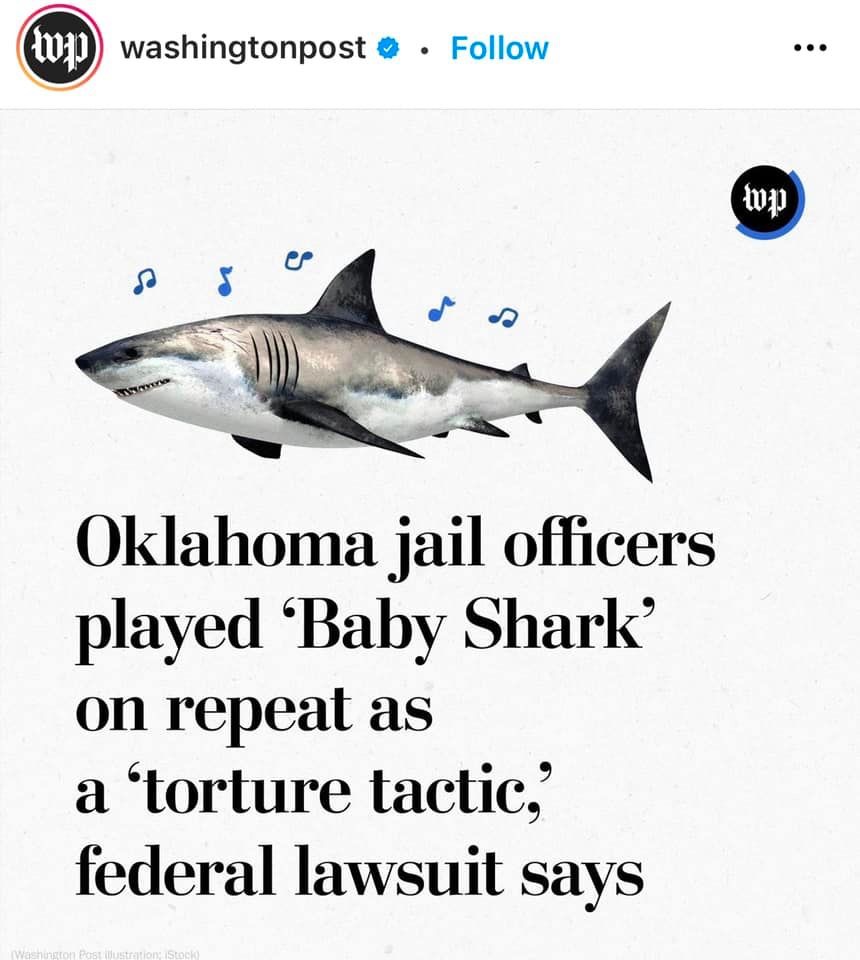 wp
washingtonpost • Follow
wp
Oklahoma jail officers
played ‘Baby Shark’
on repeat as
a ‘torture tactic,’
federal lawsuit says
(Washington Post illustration; iStock)